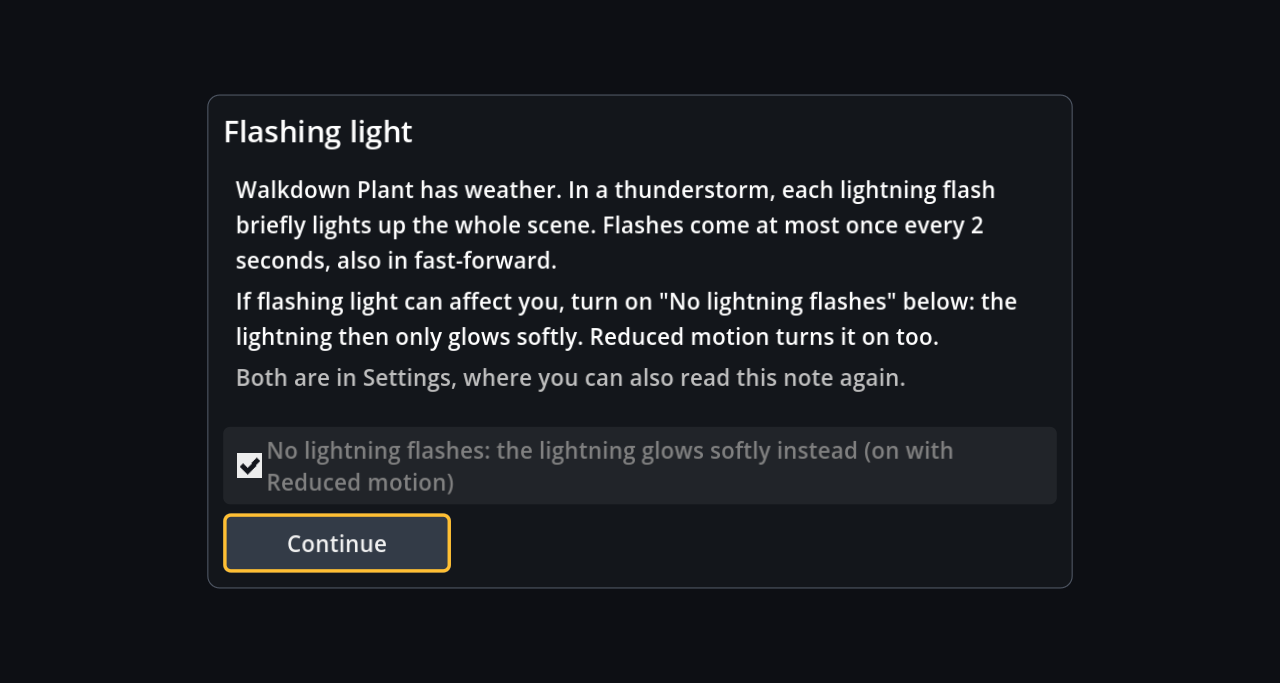 Flashing light
Walkdown Plant has weather. In a thunderstorm, each lightning flash
briefly lights up the whole scene. Flashes come at most once every 2
seconds, also in fast-forward.
If flashing light can affect you, turn on "No lightning flashes" below: the
lightning then only glows softly. Reduced motion turns it on too.
Both are in Settings, where you can also read this note again.
No lightning flashes: the lightning glows softly instead (on with
Reduced motion)
Continue